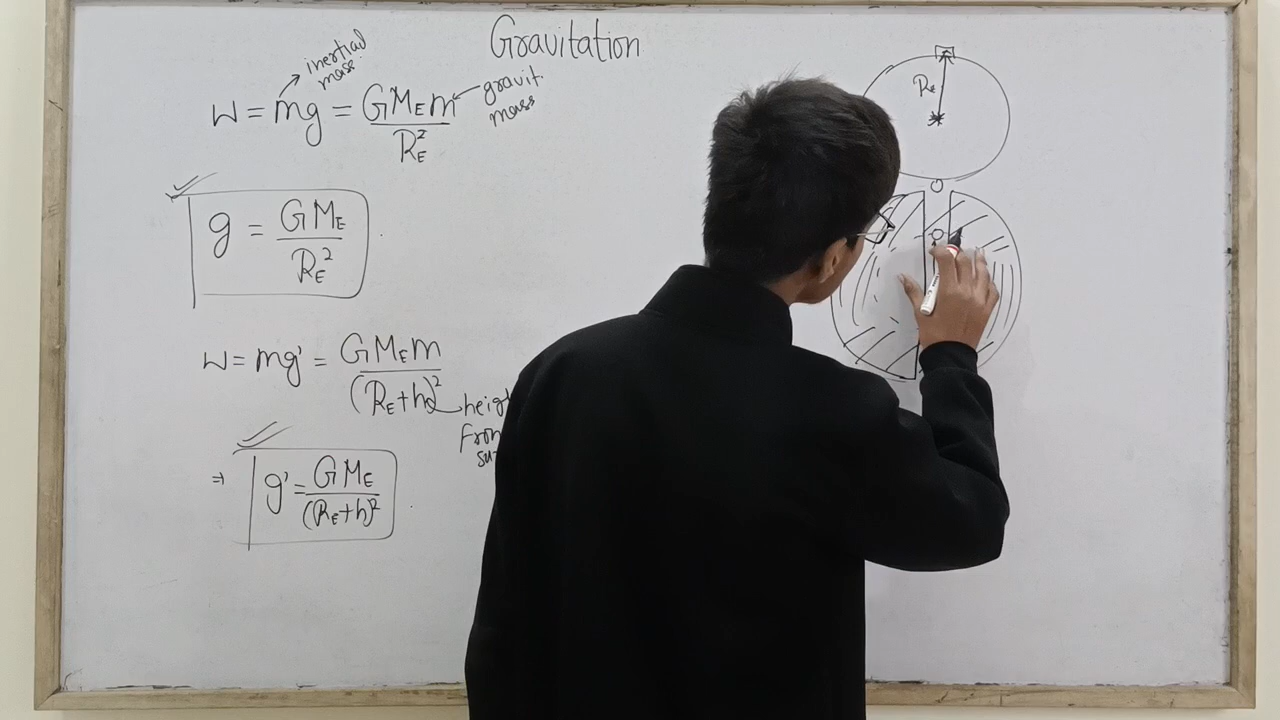 Gravitation
inertial
mass
W = mg = GMEm / RE²
gravit.
mass
g = GME / RE²
W = mg' = GMEm / (RE+h)²
From
⇒ g' = GME / (RE+h)²
RE